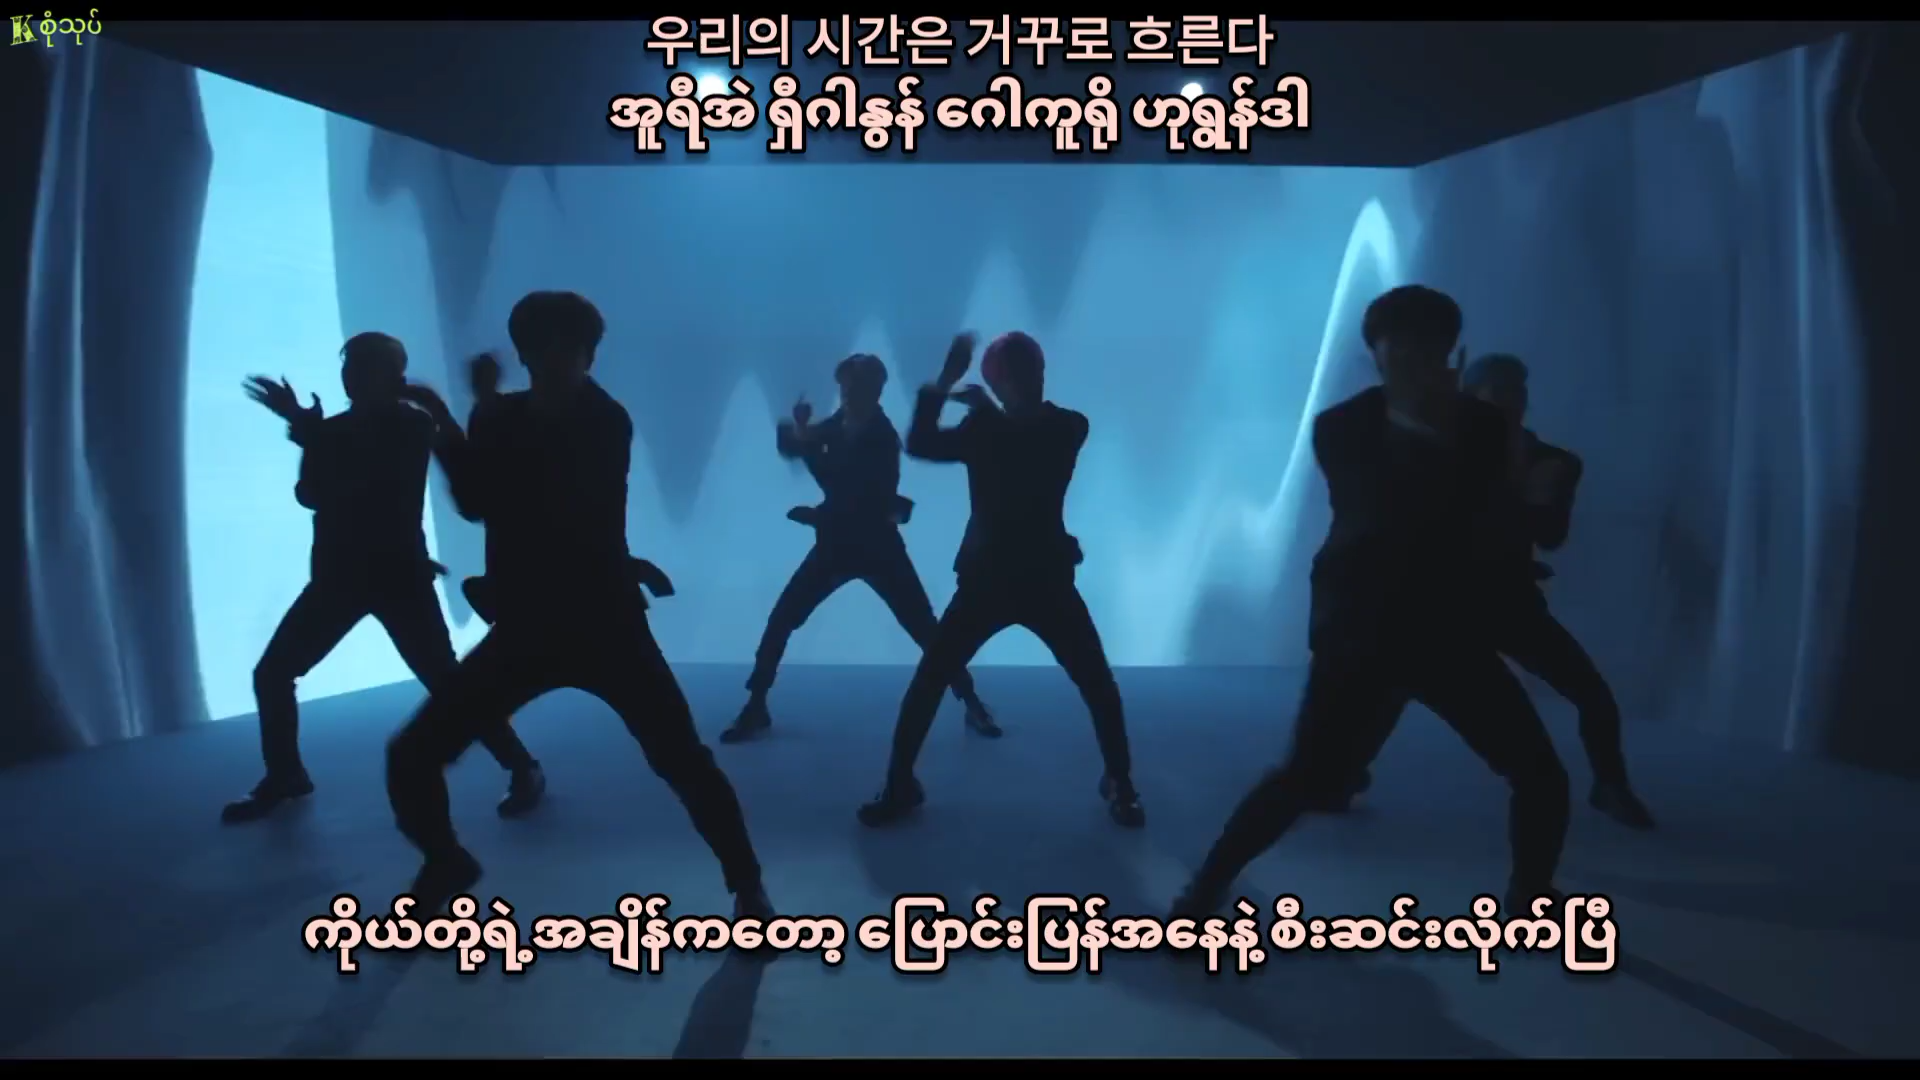 K စုံသုပ်
우리의 시간은 거꾸로 흐른다
အူရီအဲ ရှီဂါနွန် ဂေါကူရို ဟုရွန်ဒါ
ကိုယ်တို့ရဲ့အချိန်ကတော့ ပြောင်းပြန်အနေနဲ့ စီးဆင်းလိုက်ပြီ